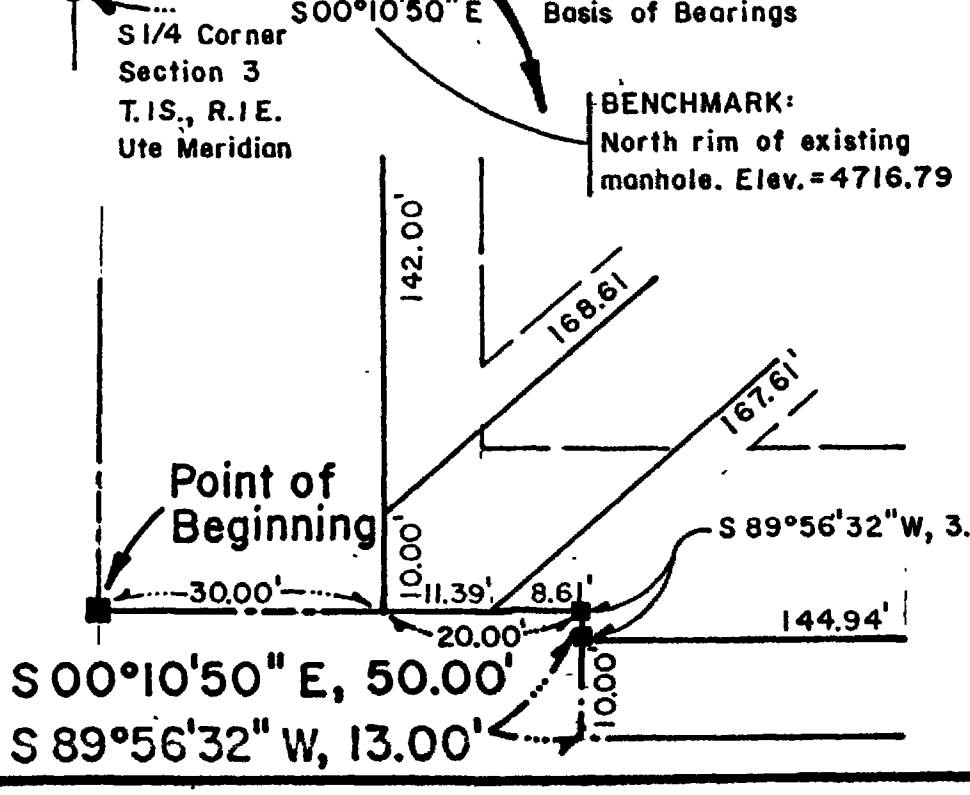 S 00°10'50" E
Basis of Bearings
S 1/4 Corner
Section 3
T. 1S., R. 1 E.
Ute Meridian
BENCHMARK:
North rim of existing
manhole. Elev. = 4716.79
142.00'
168.61
167.61'
Point of
Beginning
10.00'
S 89°56'32" W, 3.
30.00'
11.39'
8.61'
20.00'
144.94'
10.00'
S 00°10'50" E, 50.00'
S 89°56'32" W, 13.00'